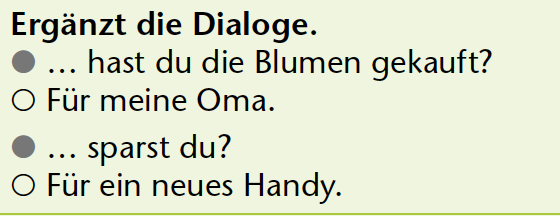 Ergänzt die Dialoge.
● … hast du die Blumen gekauft?
○ Für meine Oma.
● … sparst du?
○ Für ein neues Handy.